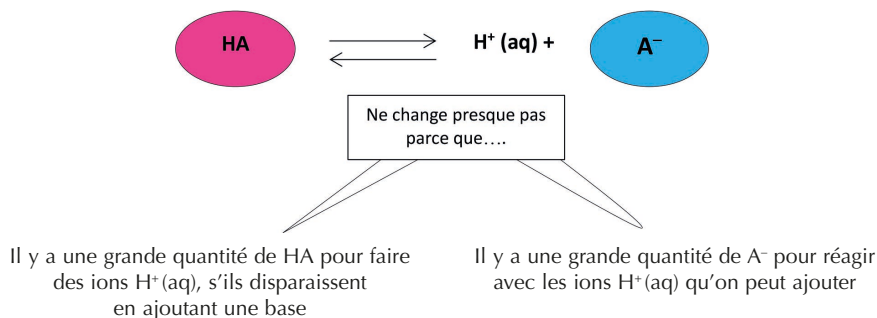 HA H⁺ (aq) + A⁻
Ne change presque pas
parce que….
Il y a une grande quantité de HA pour faire
des ions H⁺(aq), s'ils disparaissent
en ajoutant une base
Il y a une grande quantité de A⁻ pour réagir
avec les ions H⁺(aq) qu'on peut ajouter